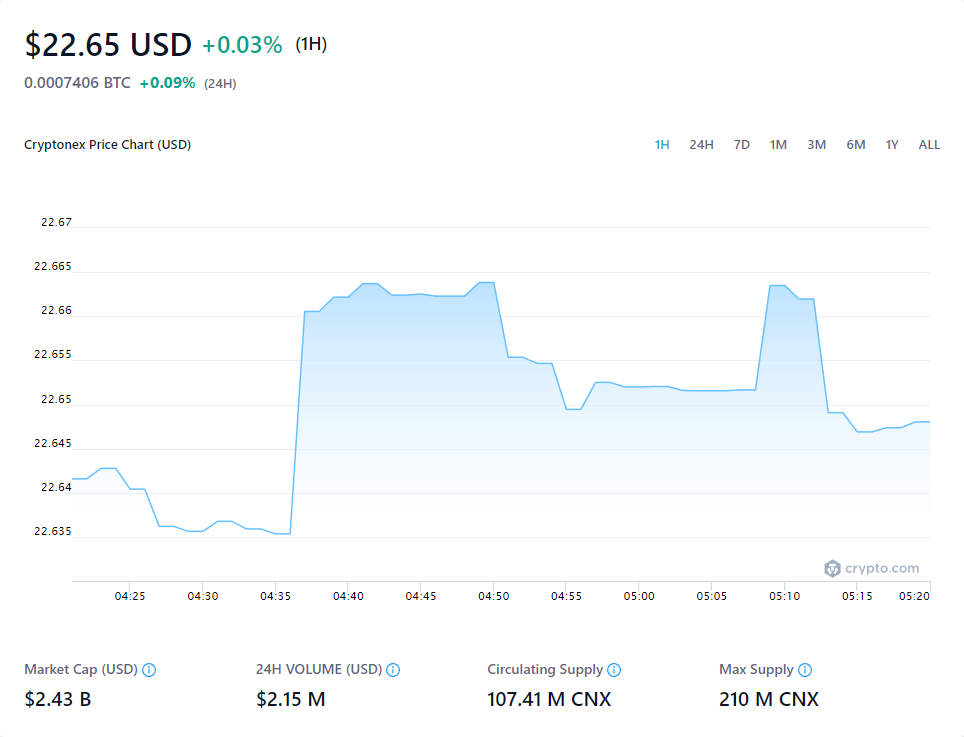 $22.65 USD +0.03% (1H)
0.0007406 BTC +0.09% (24H)
Cryptonex Price Chart (USD) 1H 24H 7D 1M 3M 6M 1Y ALL
22.67
22.665
22.66
22.655
22.65
22.645
22.64
22.635
crypto.com
04:25 04:30 04:35 04:40 04:45 04:50 04:55 05:00 05:05 05:10 05:15 05:20
Market Cap (USD) 24H VOLUME (USD) Circulating Supply Max Supply
$2.43 B $2.15 M 107.41 M CNX 210 M CNX